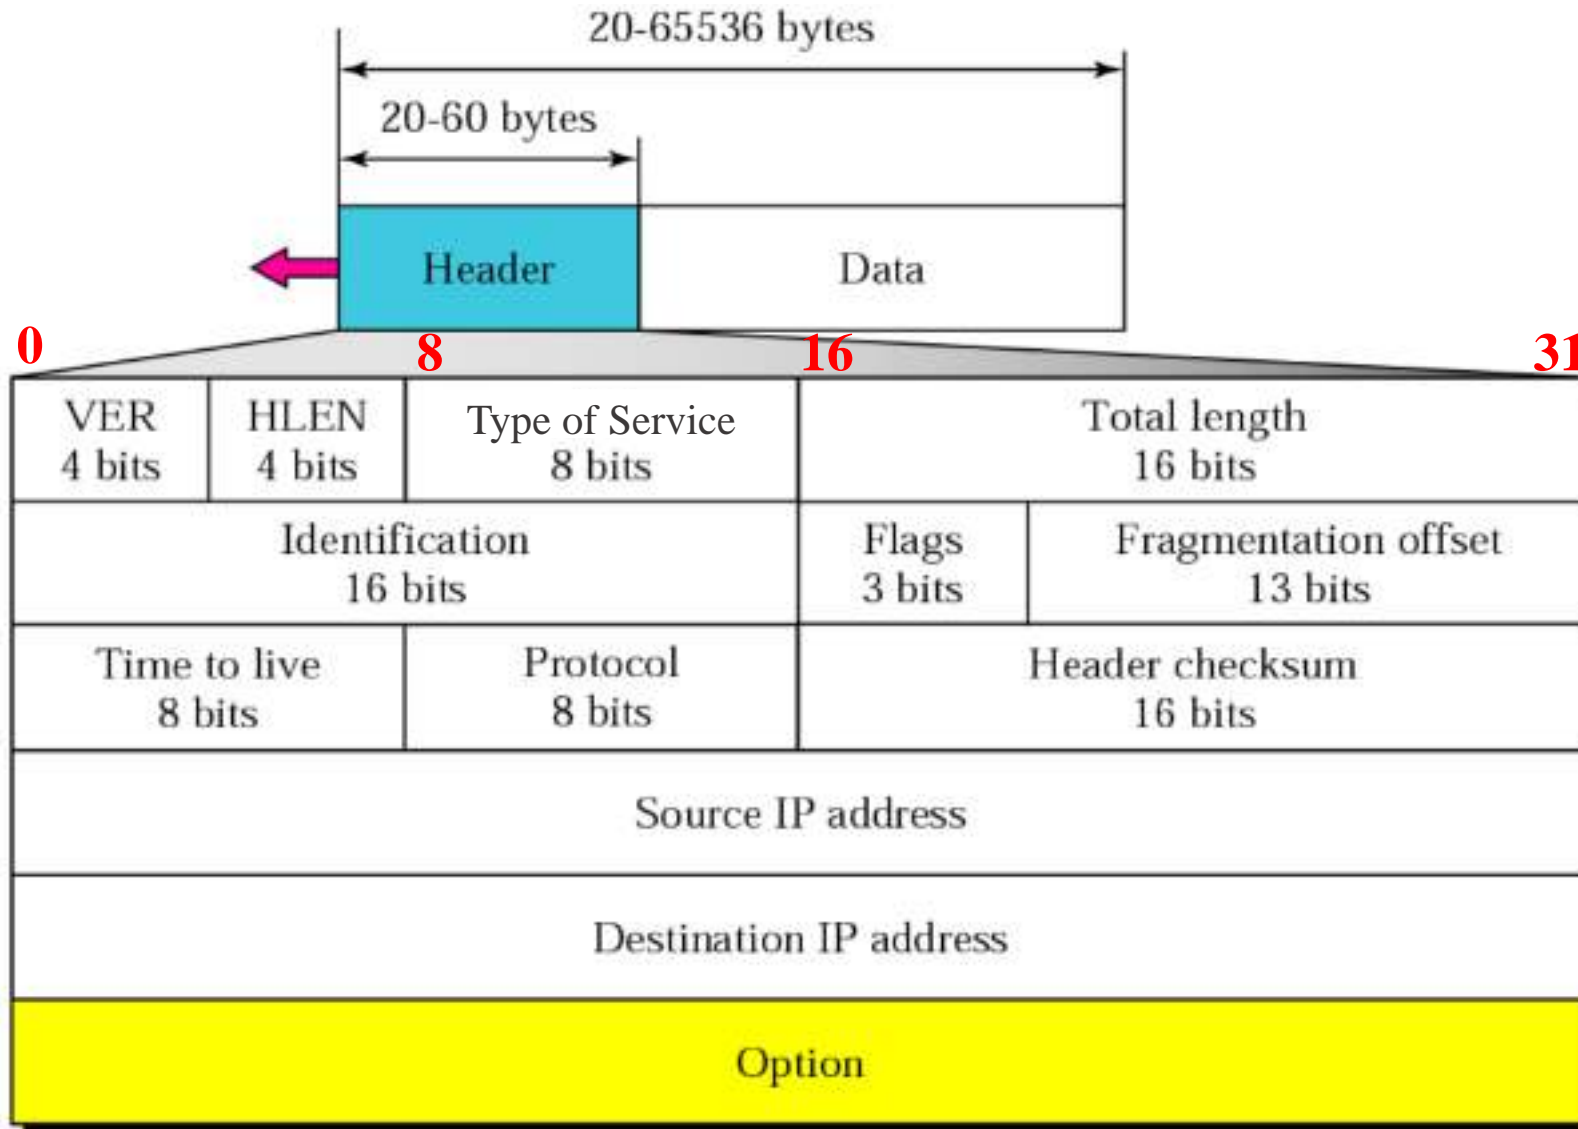 20-65536 bytes
20-60 bytes
Header
Data
0
8
16
31
VER
4 bits
HLEN
4 bits
Type of Service
8 bits
Total length
16 bits
Identification
16 bits
Flags
3 bits
Fragmentation offset
13 bits
Time to live
8 bits
Protocol
8 bits
Header checksum
16 bits
Source IP address
Destination IP address
Option